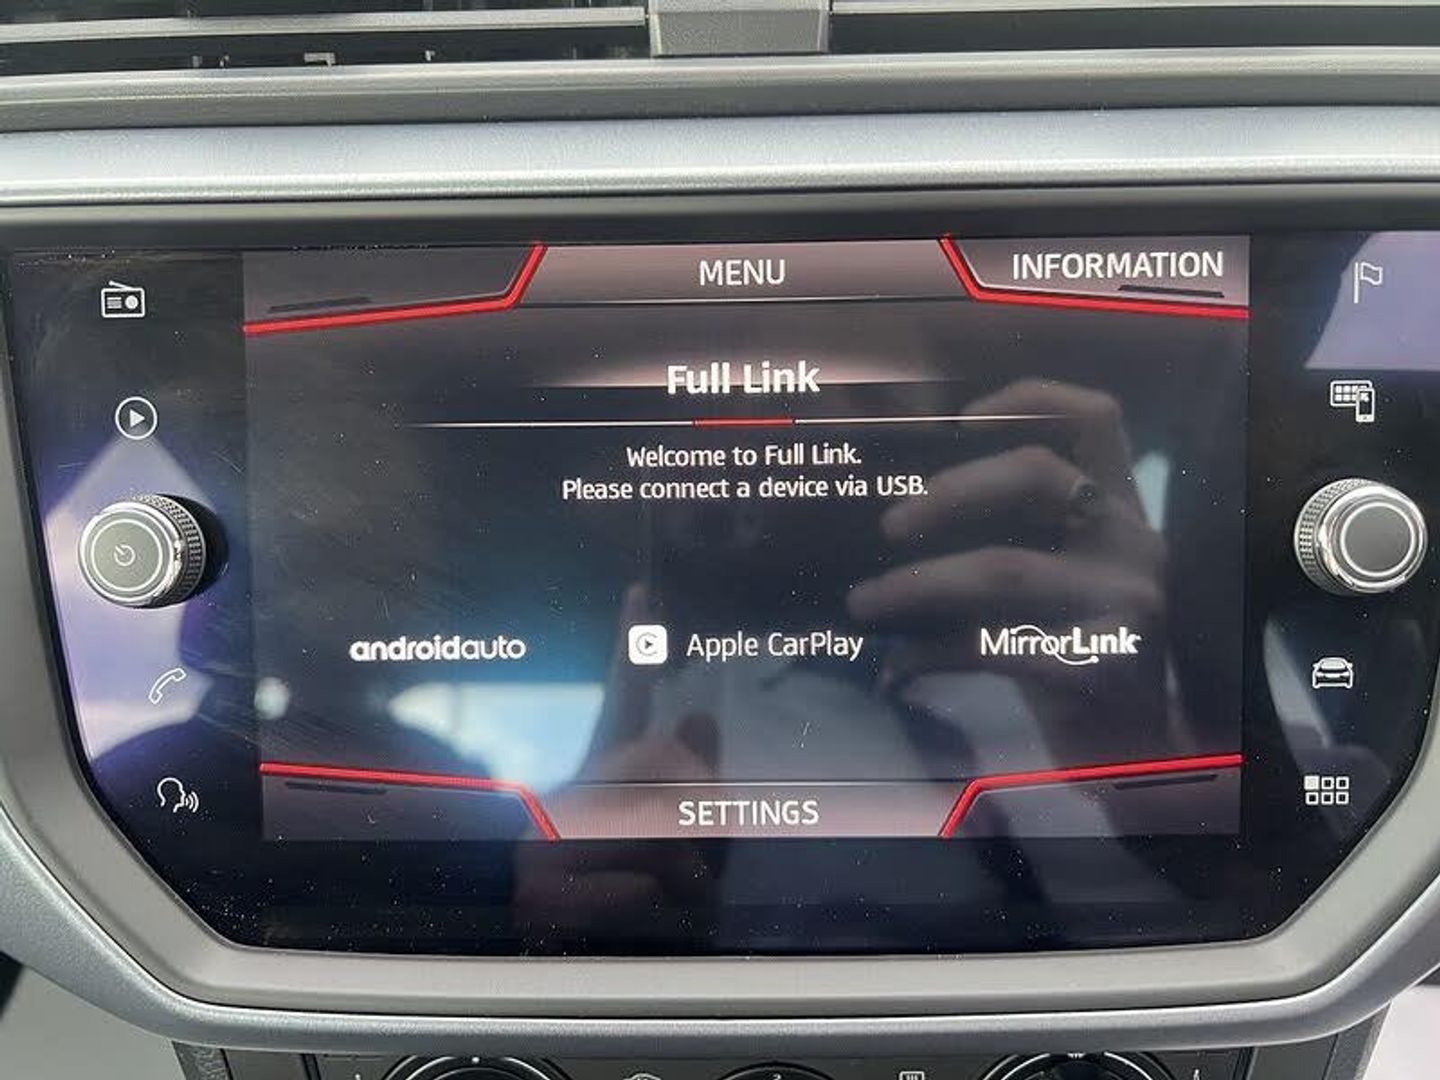 MENU
INFORMATION
Full Link
Welcome to Full Link.
Please connect a device via USB.
androidauto
Apple CarPlay
MirrorLink
SETTINGS